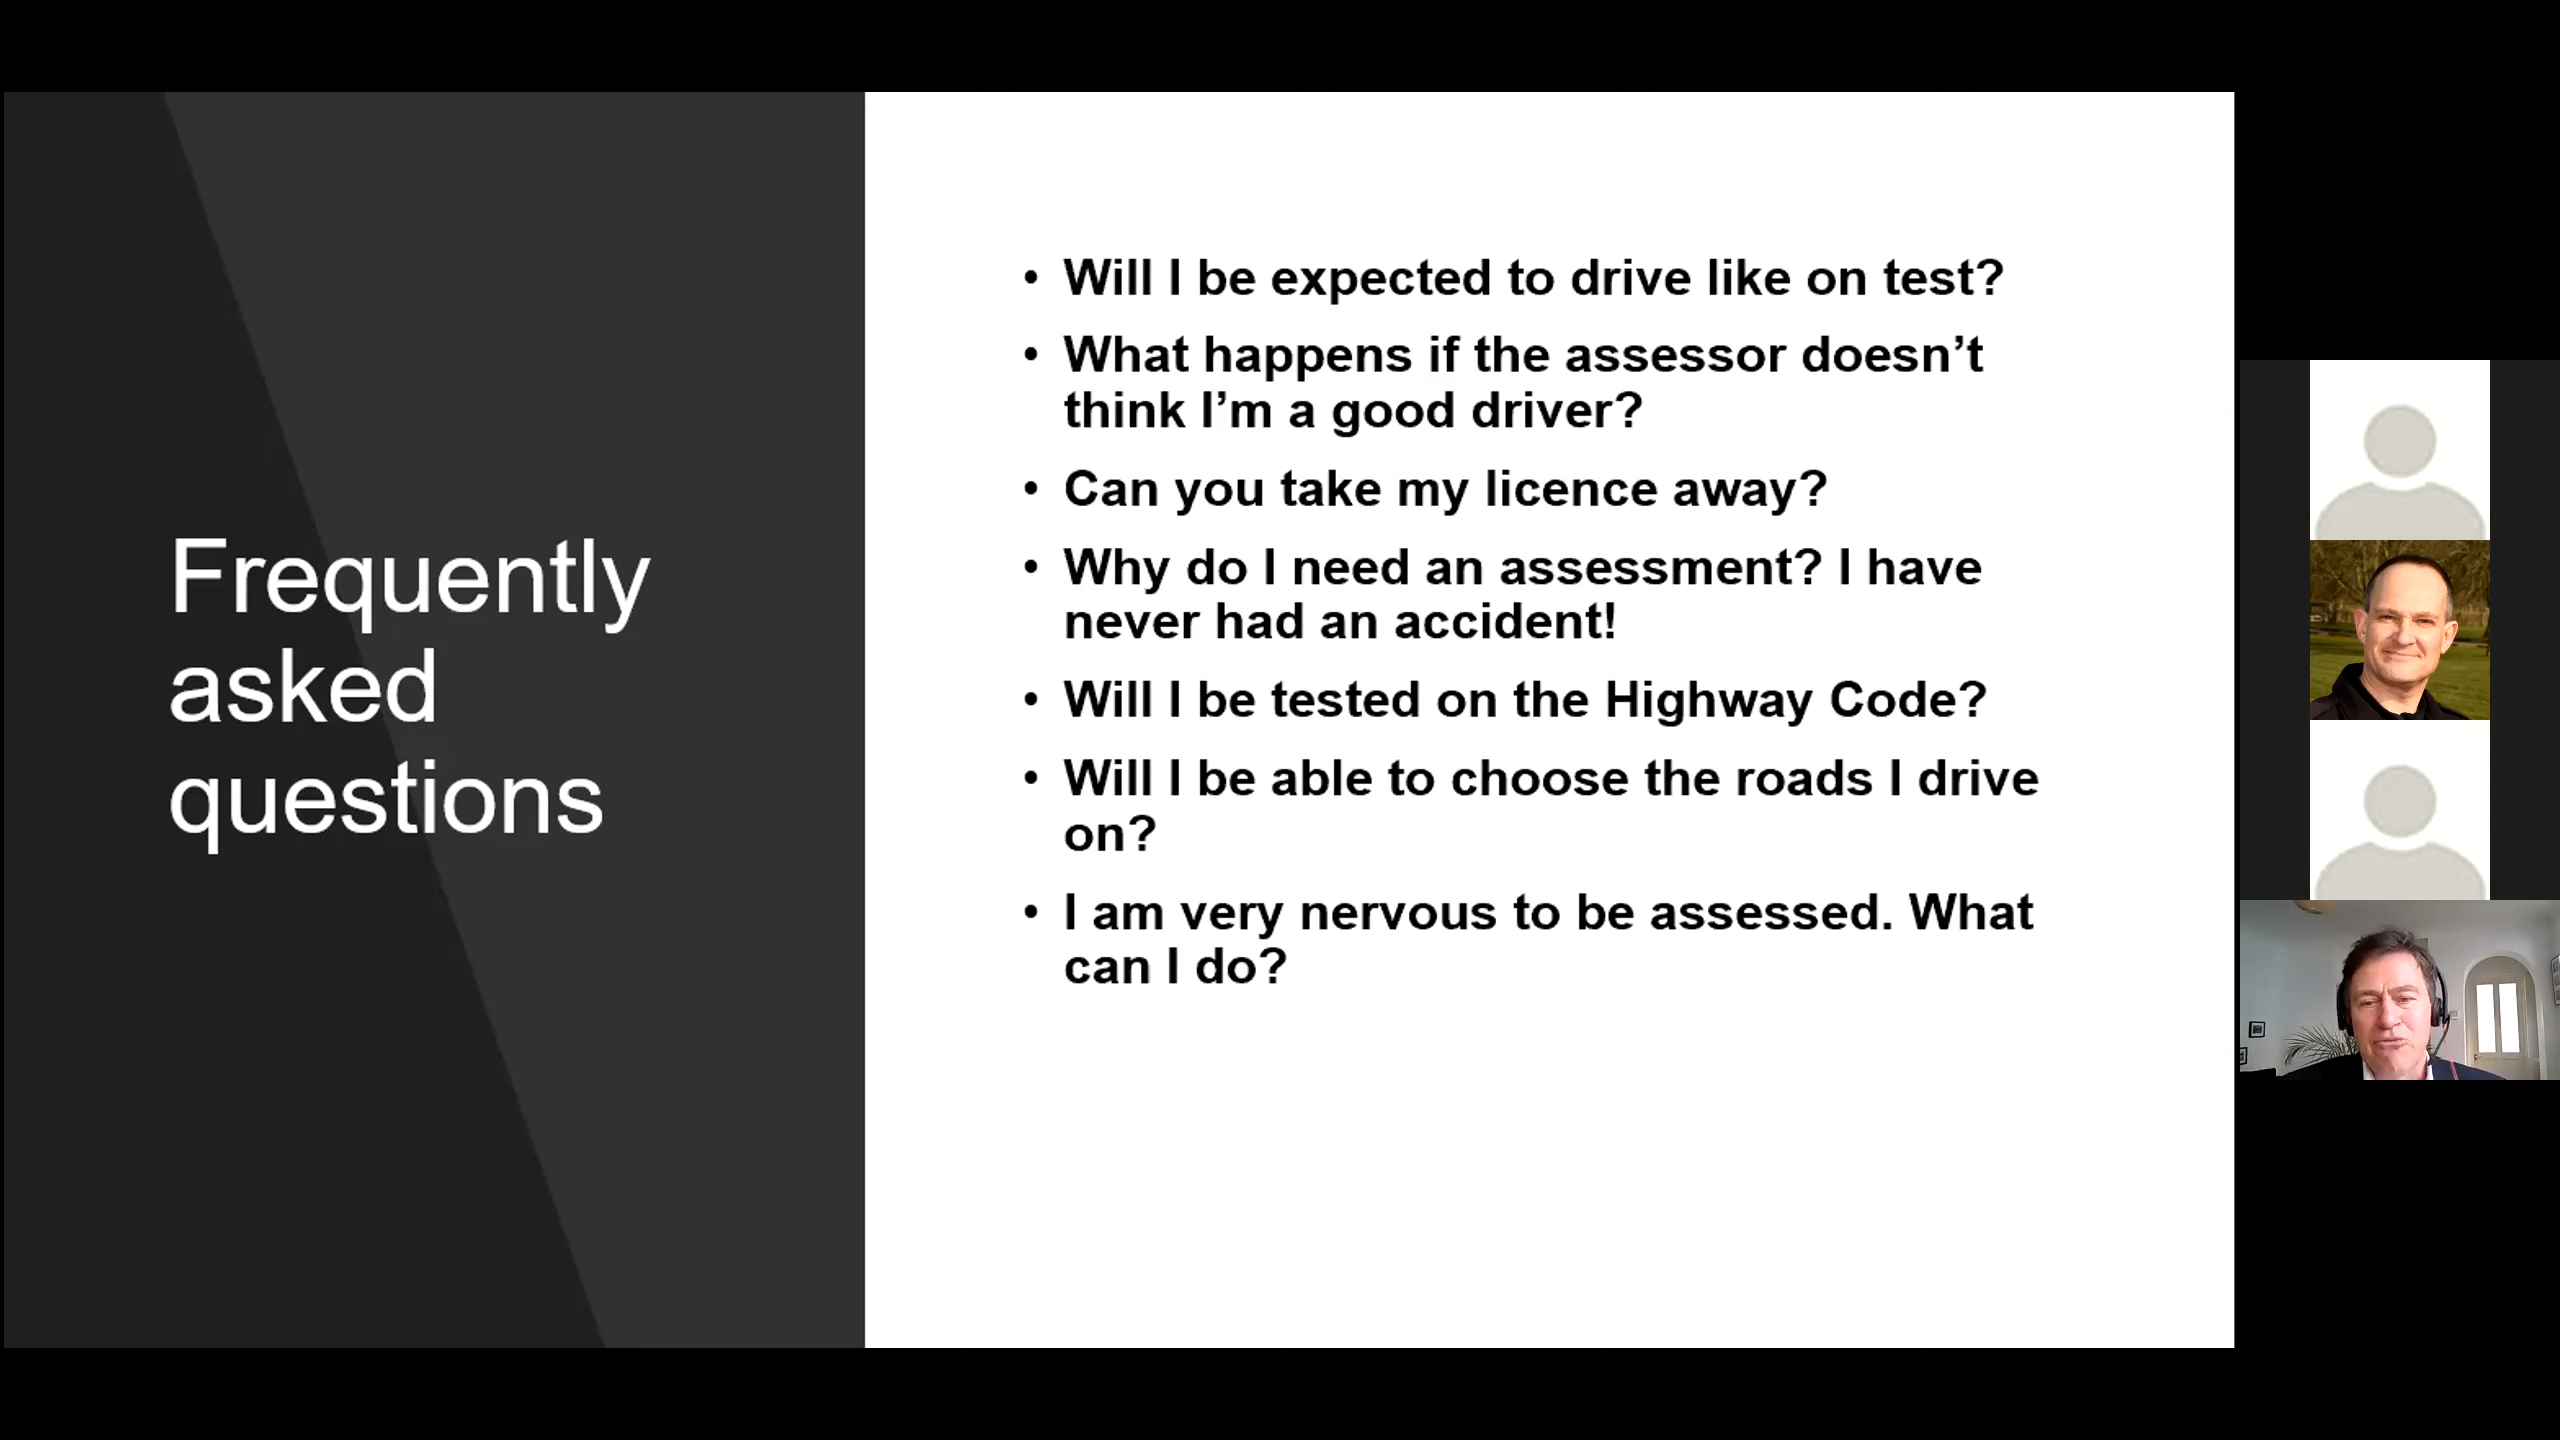 Frequently
asked
questions
• Will I be expected to drive like on test?
• What happens if the assessor doesn’t
think I’m a good driver?
• Can you take my licence away?
• Why do I need an assessment? I have
never had an accident!
• Will I be tested on the Highway Code?
• Will I be able to choose the roads I drive
on?
• I am very nervous to be assessed. What
can I do?